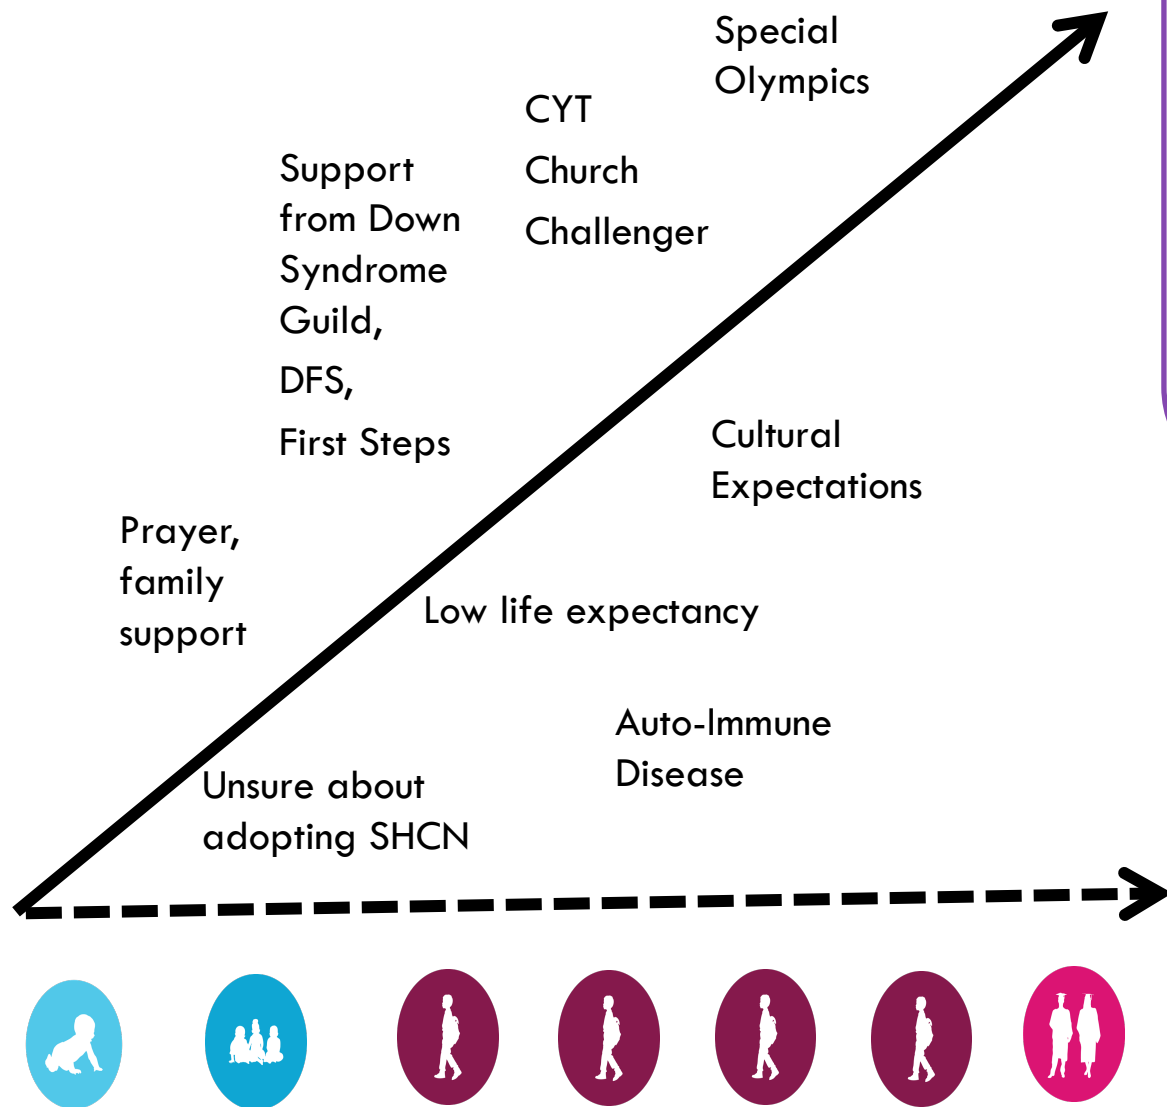 Special
Olympics
CYT
Church
Challenger
Support
from Down
Syndrome
Guild,
DFS,
First Steps
Cultural
Expectations
Prayer,
family
support
Low life expectancy
Auto-Immune
Disease
Unsure about
adopting SHCN